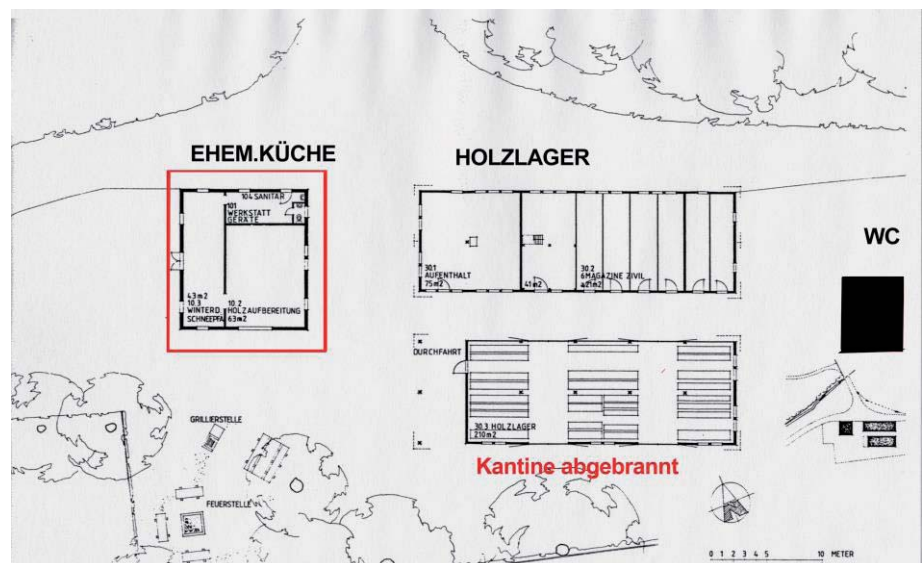 EHEM.KÜCHE
HOLZLAGER
WC
104 SANITÄR
101
WERKSTATT
GERÄTE
43m2
10.3
WINTERD.
SCHNEEPFA
10.2
HOLZAUFBEREITUNG
63m2
30.1
AUFENTHALT
75m2
41m2
30.2
6MAGAZINE ZIVIL
DURCHFAHRT
30.3 HOLZLAGER
210m2
Kantine abgebrannt
GRILLIERSTELLE
FEUERSTELLE
0 1 2 3 4 5 10 METER